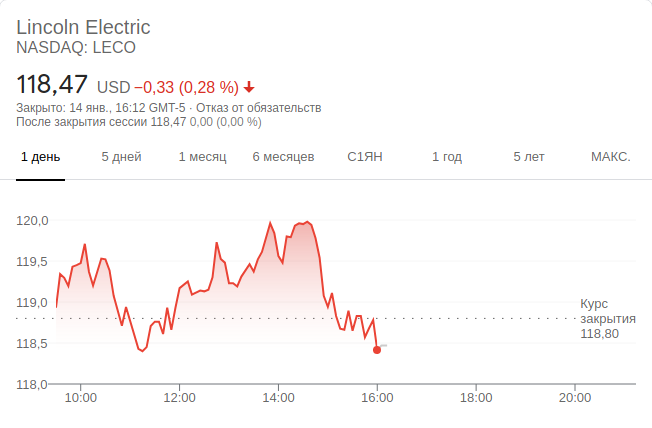 Lincoln Electric
NASDAQ: LECO
118,47 USD −0,33 (0,28 %)
Закрыто: 14 янв., 16:12 GMT-5 · Отказ от обязательств
После закрытия сессии 118,47 0,00 (0,00 %)
1 день 5 дней 1 месяц 6 месяцев С1ЯН 1 год 5 лет МАКС.
120,0
119,5
119,0
Курс
закрытия
118,80
118,5
118,0
10:00 12:00 14:00 16:00 18:00 20:00